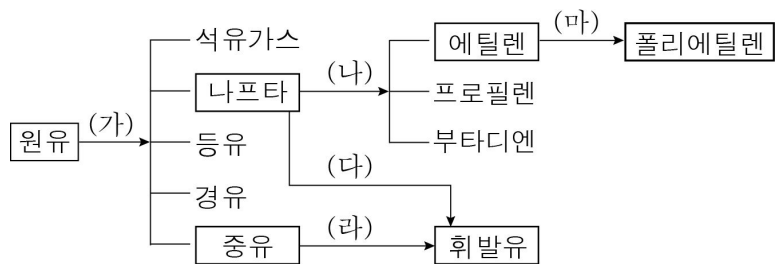 석유가스
에틸렌 (마) 폴리에틸렌
나프타 (나) 프로필렌
원유 (가) 등유 부타디엔
(다)
경유
중유 (라) 휘발유